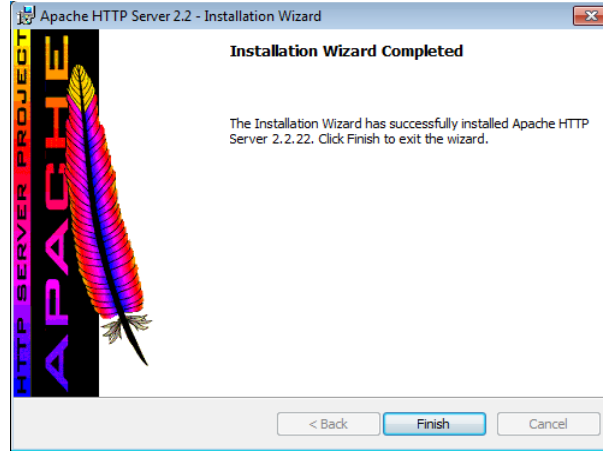 Apache HTTP Server 2.2 - Installation Wizard
HTTP SERVER PROJECT
APACHE
Installation Wizard Completed
The Installation Wizard has successfully installed Apache HTTP
Server 2.2.22. Click Finish to exit the wizard.
< Back
Finish
Cancel